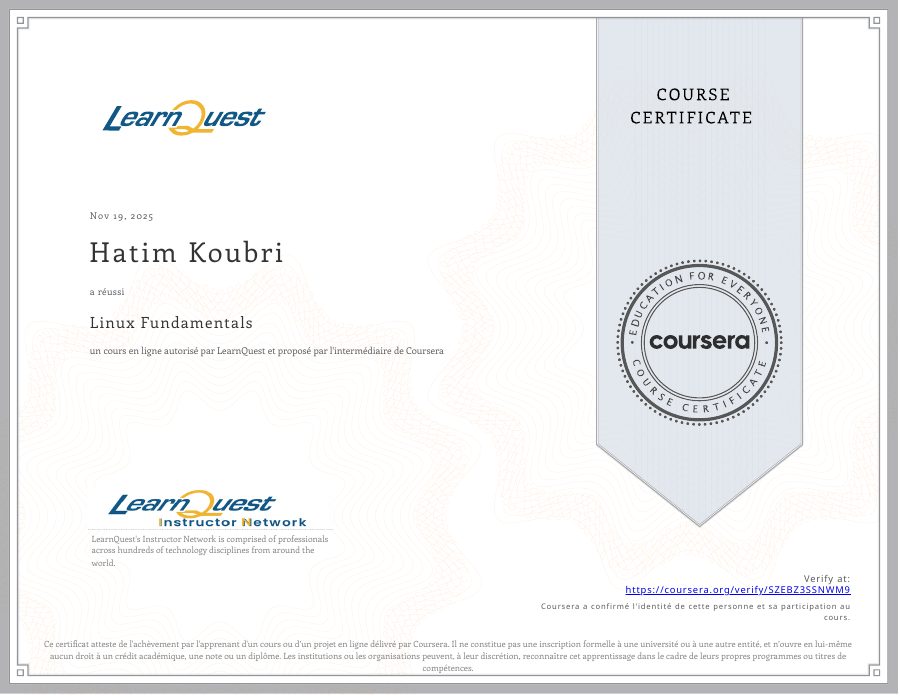 LearnQuest
COURSE
CERTIFICATE
Nov 19, 2025
Hatim Koubri
a réussi
Linux Fundamentals
un cours en ligne autorisé par LearnQuest et proposé par l'intermédiaire de Coursera
EDUCATION FOR EVERYONE
coursera
COURSE CERTIFICATE
LearnQuest
Instructor Network
LearnQuest's Instructor Network is comprised of professionals
across hundreds of technology disciplines from around the
world.
Verify at:
https://coursera.org/verify/SZEBZ3SSNWM9
Coursera a confirmé l'identité de cette personne et sa participation au
cours.
Ce certificat atteste de l'achèvement par l'apprenant d'un cours ou d'un projet en ligne délivré par Coursera. Il ne constitue pas une inscription formelle à une université ou à une autre entité, et n'ouvre en lui-même
aucun droit à un crédit académique, une note ou un diplôme. Les institutions ou les organisations peuvent, à leur discrétion, reconnaître cet apprentissage dans le cadre de leurs propres programmes ou titres de
compétences.